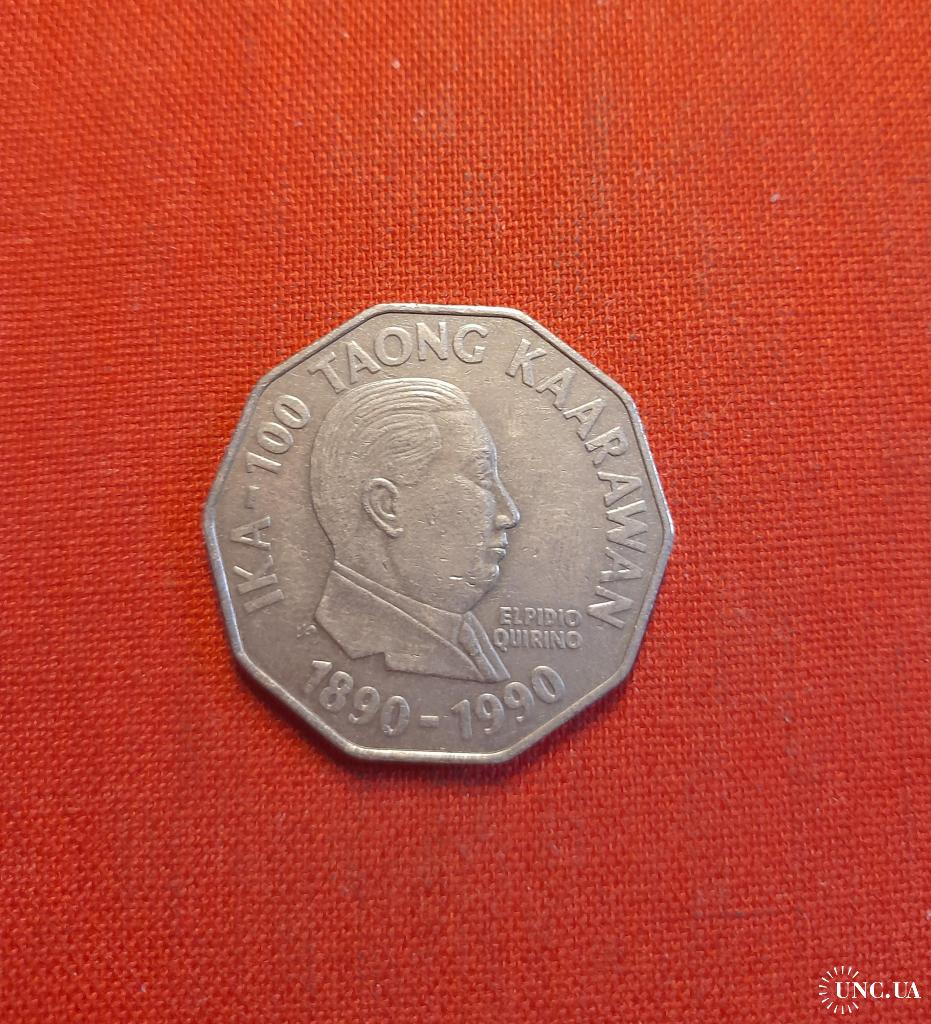 IKA-100 TAONG KAARAWAN
ELPIDIO
QUIRINO
1890-1990
UNC.UA